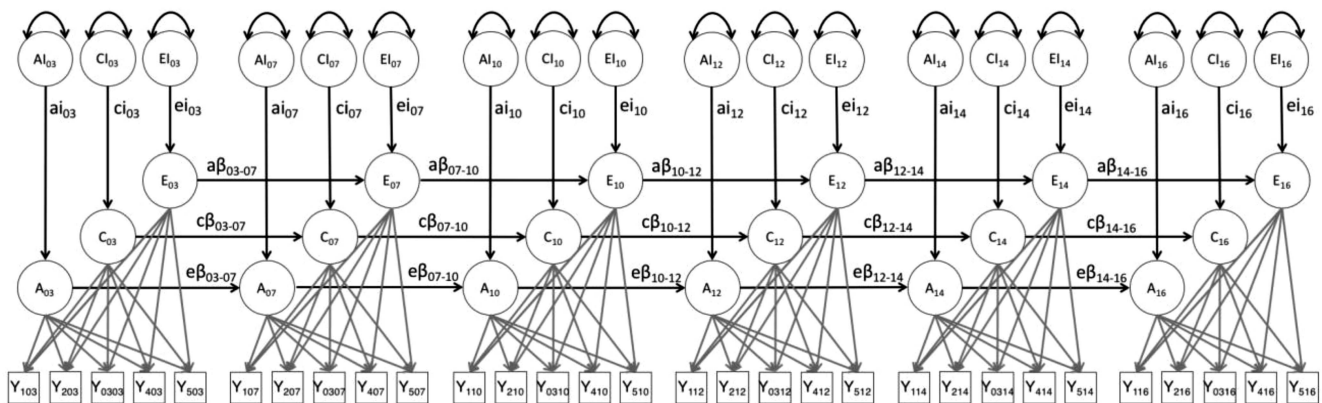 AI03 CI03 EI03 AI07 CI07 EI07 AI10 CI10 EI10 AI12 CI12 EI12 AI14 CI14 EI14 AI16 CI16 EI16
ai03 ci03 ei03 ai07 ci07 ei07 ai10 ci10 ei10 ai12 ci12 ei12 ai14 ci14 ei14 ai16 ci16 ei16
E03 aβ03-07 E07 aβ07-10 E10 aβ10-12 E12 aβ12-14 E14 aβ14-16 E16
C03 cβ03-07 C07 cβ07-10 C10 cβ10-12 C12 cβ12-14 C14 cβ14-16 C16
A03 eβ03-07 A07 eβ07-10 A10 eβ10-12 A12 eβ12-14 A14 eβ14-16 A16
Y103 Y203 Y0303 Y403 Y503 Y107 Y207 Y0307 Y407 Y507 Y110 Y210 Y0310 Y410 Y510 Y112 Y212 Y0312 Y412 Y512 Y114 Y214 Y0314 Y414 Y514 Y116 Y216 Y0316 Y416 Y516